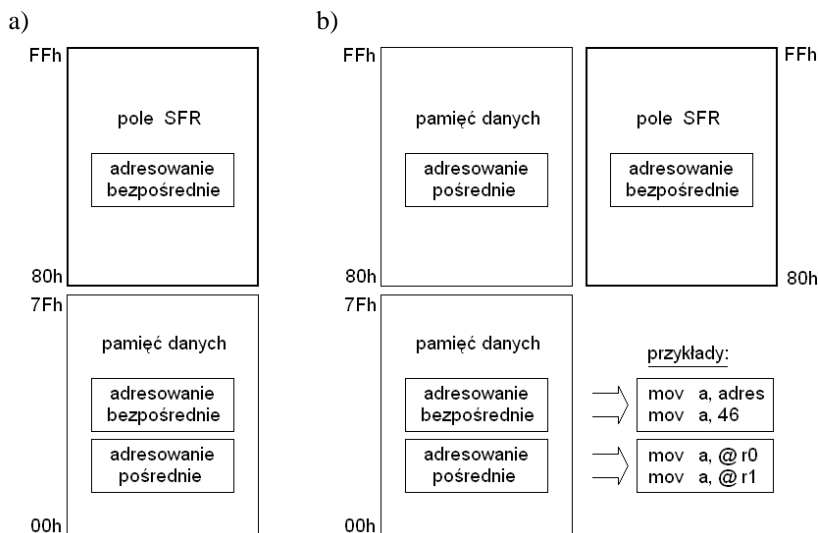 a)
FFh
pole SFR
adresowanie
bezpośrednie
80h
7Fh
pamięć danych
adresowanie
bezpośrednie
adresowanie
pośrednie
00h
b)
FFh
pamięć danych
adresowanie
pośrednie
80h
FFh
pole SFR
adresowanie
bezpośrednie
80h
7Fh
pamięć danych
adresowanie
bezpośrednie
adresowanie
pośrednie
00h
przykłady:
mov a, adres
mov a, 46
mov a, @ r0
mov a, @ r1